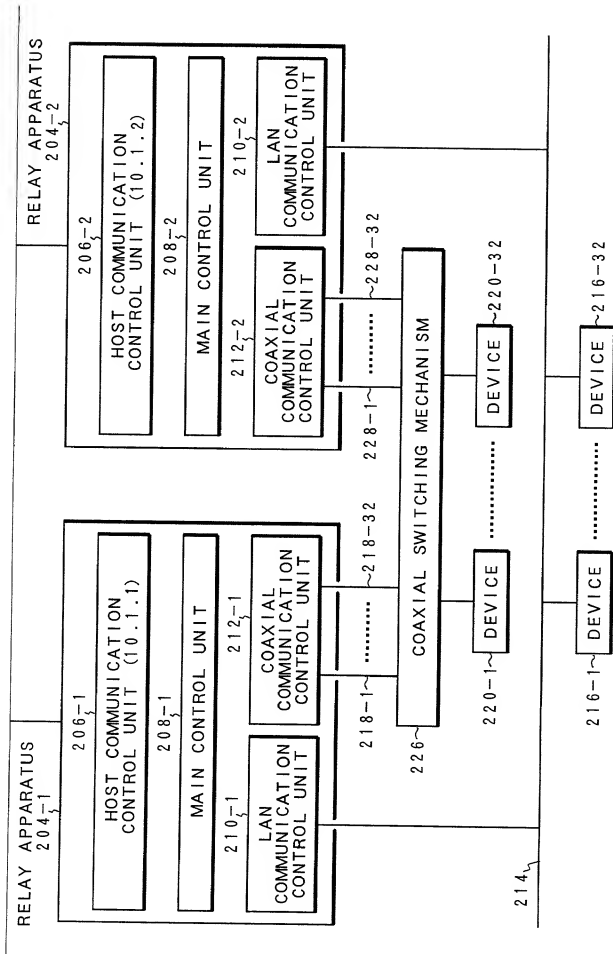 RELAY APPARATUS
204-1
206-1
HOST COMMUNICATION
CONTROL UNIT (10.1.1)
208-1
MAIN CONTROL UNIT
210-1
LAN
COMMUNICATION
CONTROL UNIT
212-1
COAXIAL
COMMUNICATION
CONTROL UNIT
RELAY APPARATUS
204-2
206-2
HOST COMMUNICATION
CONTROL UNIT (10.1.2)
208-2
MAIN CONTROL UNIT
212-2
COAXIAL
COMMUNICATION
CONTROL UNIT
210-2
LAN
COMMUNICATION
CONTROL UNIT
218-1
218-32
228-1
228-32
226
COAXIAL SWITCHING MECHANISM
220-1
DEVICE
DEVICE
220-32
214
216-1
DEVICE
DEVICE
216-32